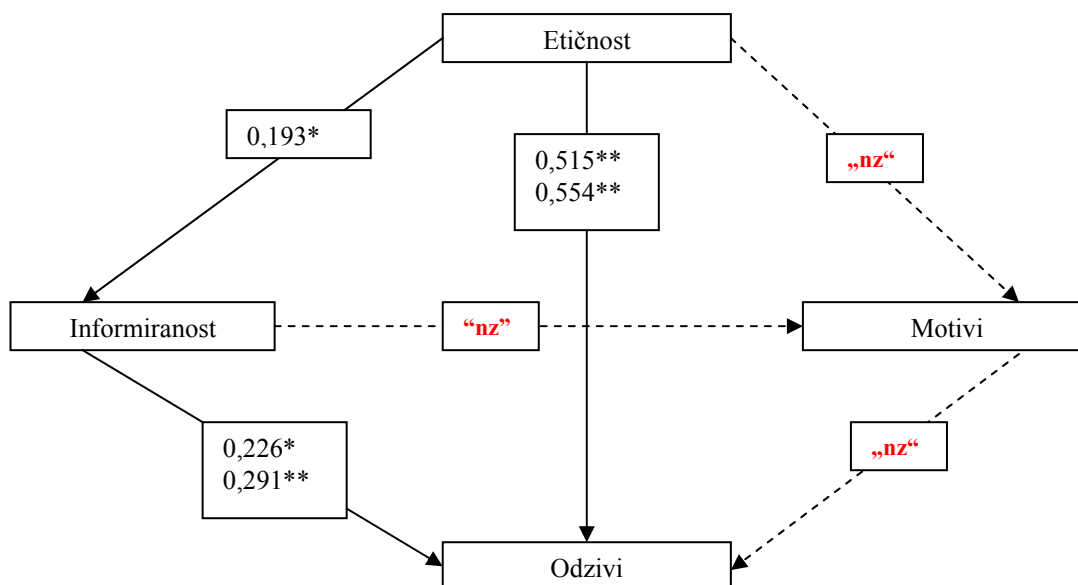 Etičnost
0,193*
0,515**
0,554**
„nz“
Informiranost
“nz”
Motivi
0,226*
0,291**
„nz“
Odzivi